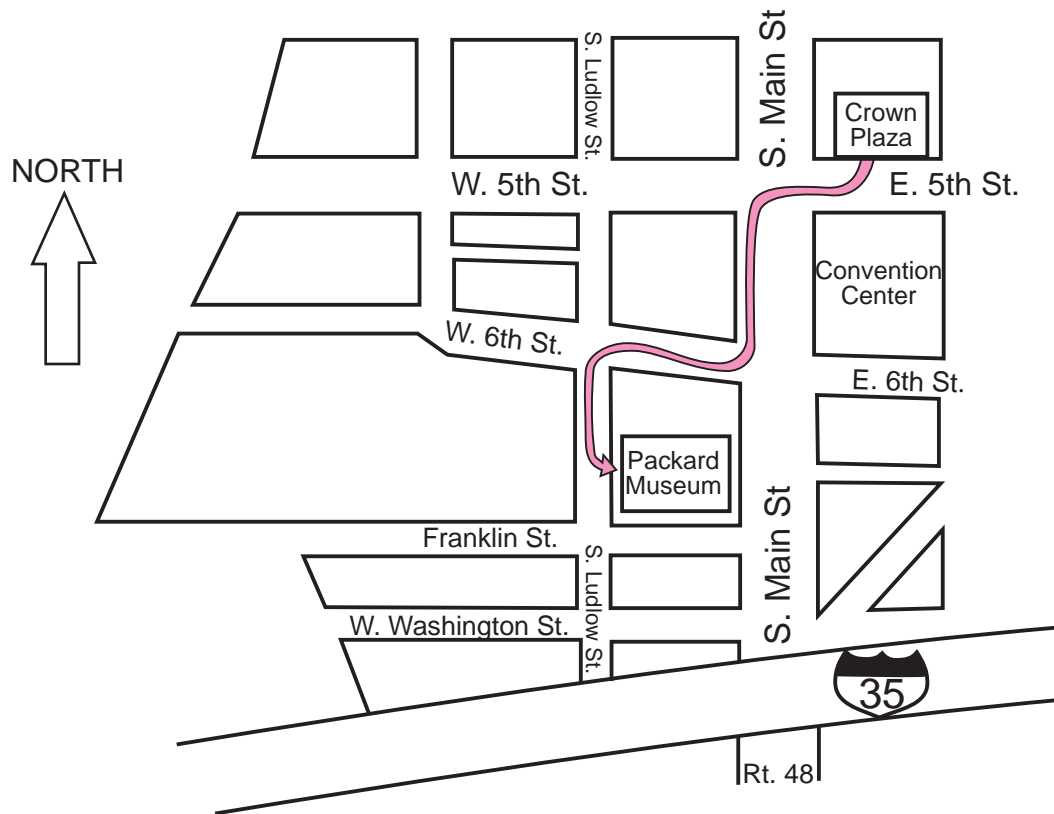 S. Ludlow St.
S. Main St
Crown
Plaza
NORTH
W. 5th St.
E. 5th St.
Convention
Center
W. 6th St.
E. 6th St.
Packard
Museum
S. Main St
Franklin St.
S. Ludlow St.
W. Washington St.
35
Rt. 48